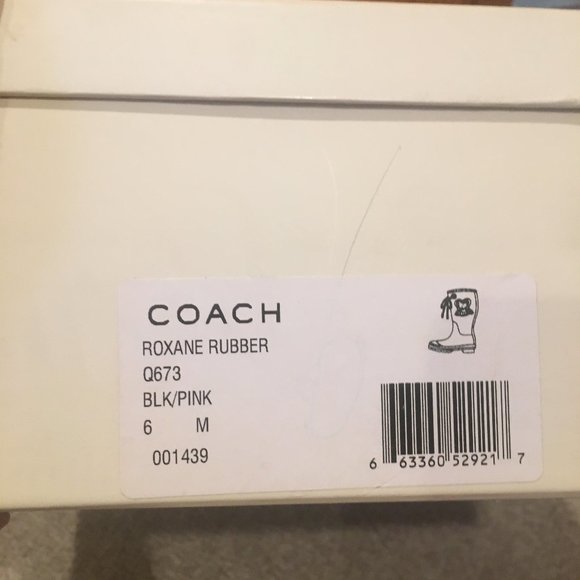 COACH
ROXANE RUBBER
Q673
BLK/PINK
6 M
001439
6 63360 52921 7